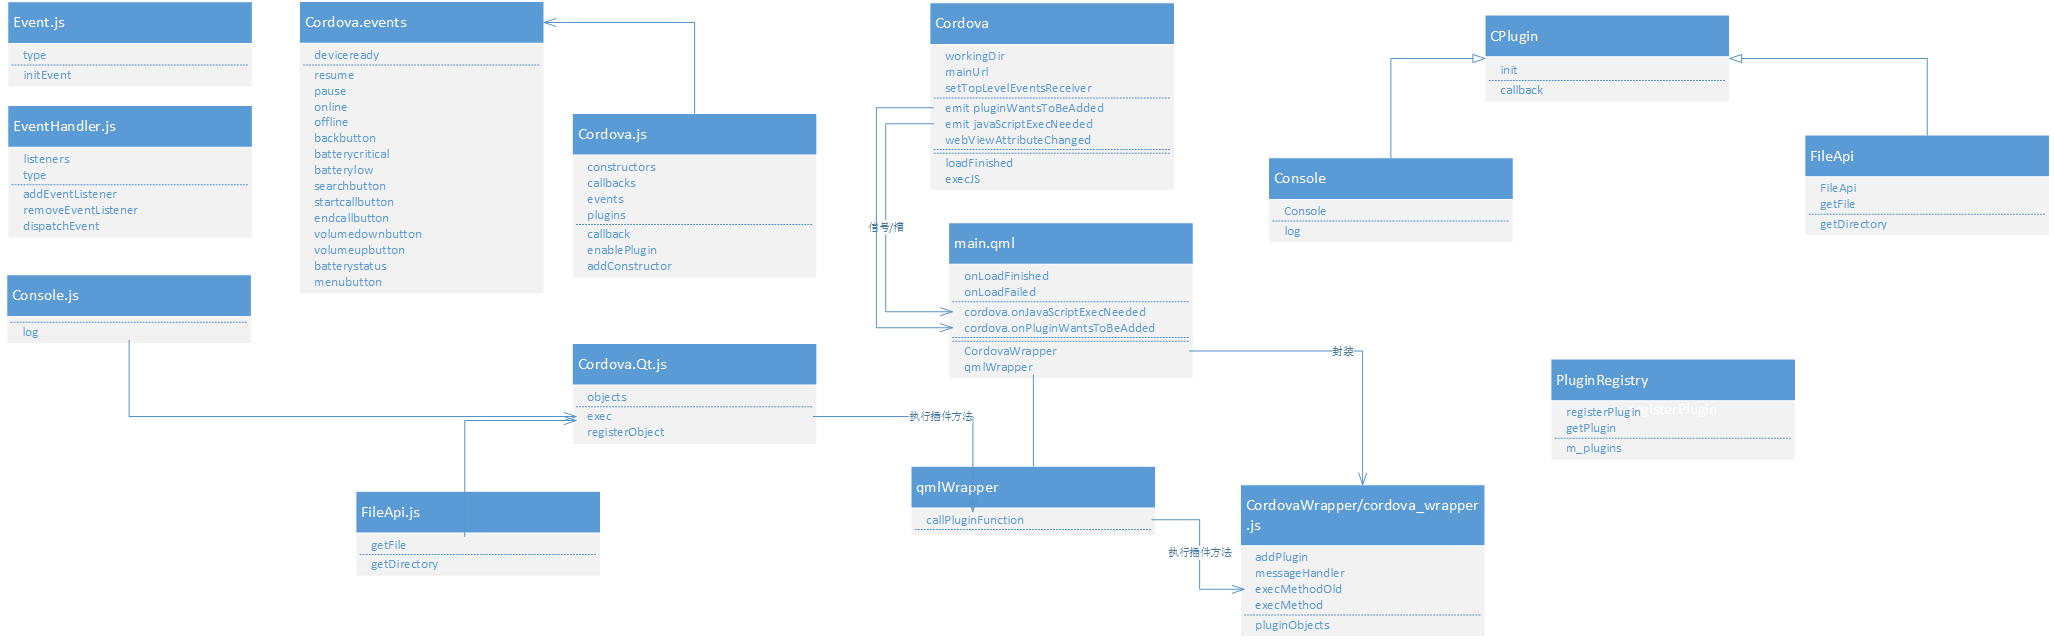 Event.js
type
initEvent
EventHandler.js
listeners
type
addEventListener
removeEventListener
dispatchEvent
Console.js
log
Cordova.events
deviceready
resume
pause
online
offline
backbutton
batterycritical
batterylow
searchbutton
startcallbutton
endcallbutton
volumedownbutton
volumeupbutton
batterystatus
menubutton
Cordova.js
constructors
callbacks
events
plugins
callback
enablePlugin
addConstructor
Cordova.Qt.js
objects
exec
registerObject
FileApi.js
getFile
getDirectory
Cordova
workingDir
mainUrl
setTopLevelEventsReceiver
emit pluginWantsToBeAdded
emit javaScriptExecNeeded
webViewAttributeChanged
loadFinished
execJS
信号/槽
main.qml
onLoadFinished
onLoadFailed
cordova.onJavaScriptExecNeeded
cordova.onPluginWantsToBeAdded
CordovaWrapper
qmlWrapper
封装
执行插件方法
qmlWrapper
callPluginFunction
执行插件方法
CordovaWrapper/cordova_wrapper
.js
addPlugin
messageHandler
execMethodOld
execMethod
pluginObjects
CPlugin
init
callback
Console
Console
log
FileApi
FileApi
getFile
getDirectory
PluginRegistry
registerPlugin
getPlugin
m_plugins